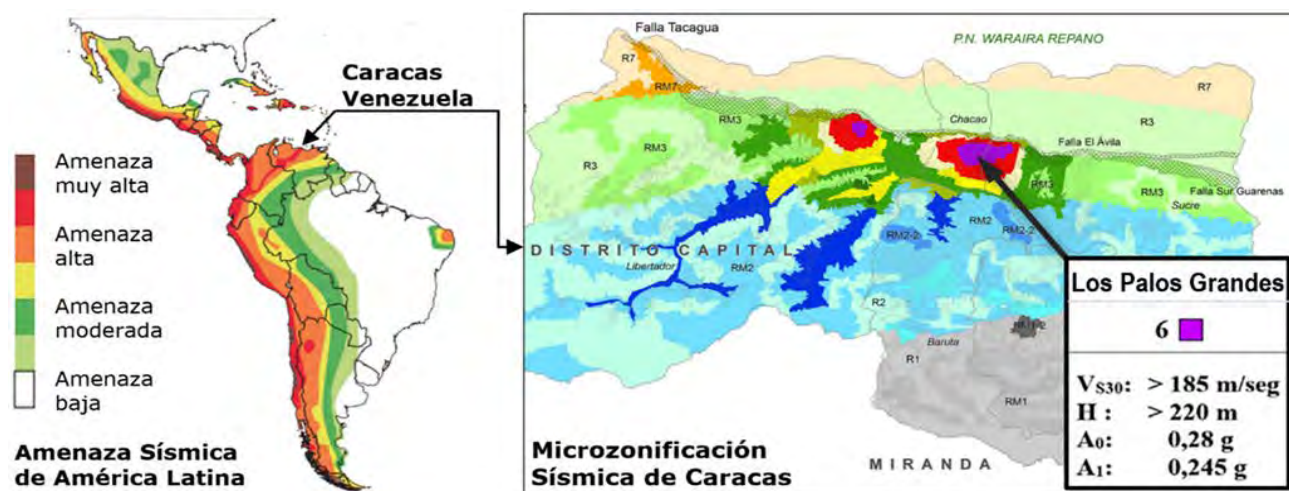 Caracas
Venezuela
Amenaza
muy alta
Amenaza
alta
Amenaza
moderada
Amenaza
baja
Amenaza Sísmica
de América Latina
Falla Tacagua
P.N. WARAIRA REPANO
R7
RM7
R7
Chacao
R3
RM3
Falla El Ávila
RM3
R3
RM3
RM3
Falla Sur Guarenas
Sucre
RM2
RM2-2
RM2-2
DISTRITO CAPITAL
Libertador
RM2
R2
Baruta
R1
RM1
Microzonificación
Sísmica de Caracas
MIRANDA
Los Palos Grandes
6
VS30: > 185 m/seg
H : > 220 m
A0: 0,28 g
A1: 0,245 g